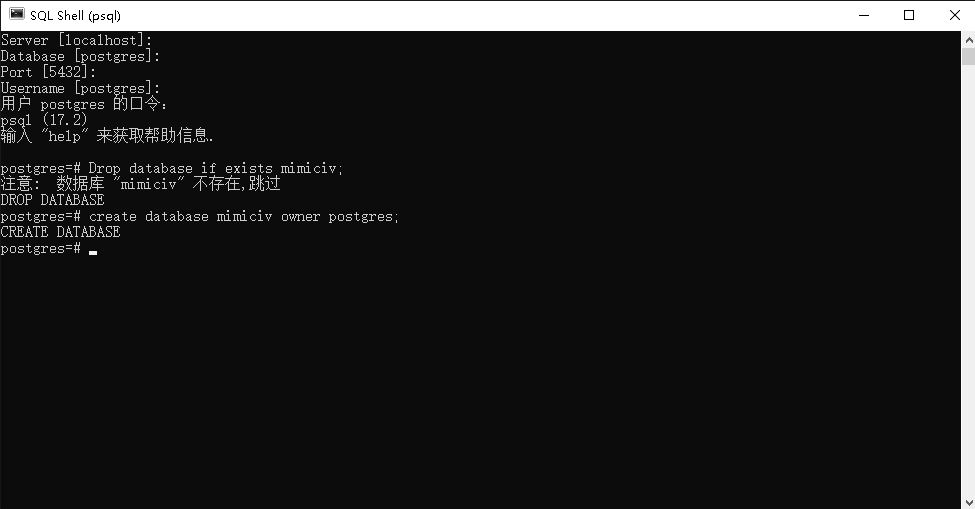 SQL Shell (psql)
Server [localhost]:
Database [postgres]:
Port [5432]:
Username [postgres]:
用户 postgres 的口令：
psql (17.2)
输入 "help" 来获取帮助信息.
postgres=# Drop database if exists mimiciv;
注意:  数据库 "mimiciv" 不存在,跳过
DROP DATABASE
postgres=# create database mimiciv owner postgres;
CREATE DATABASE
postgres=#